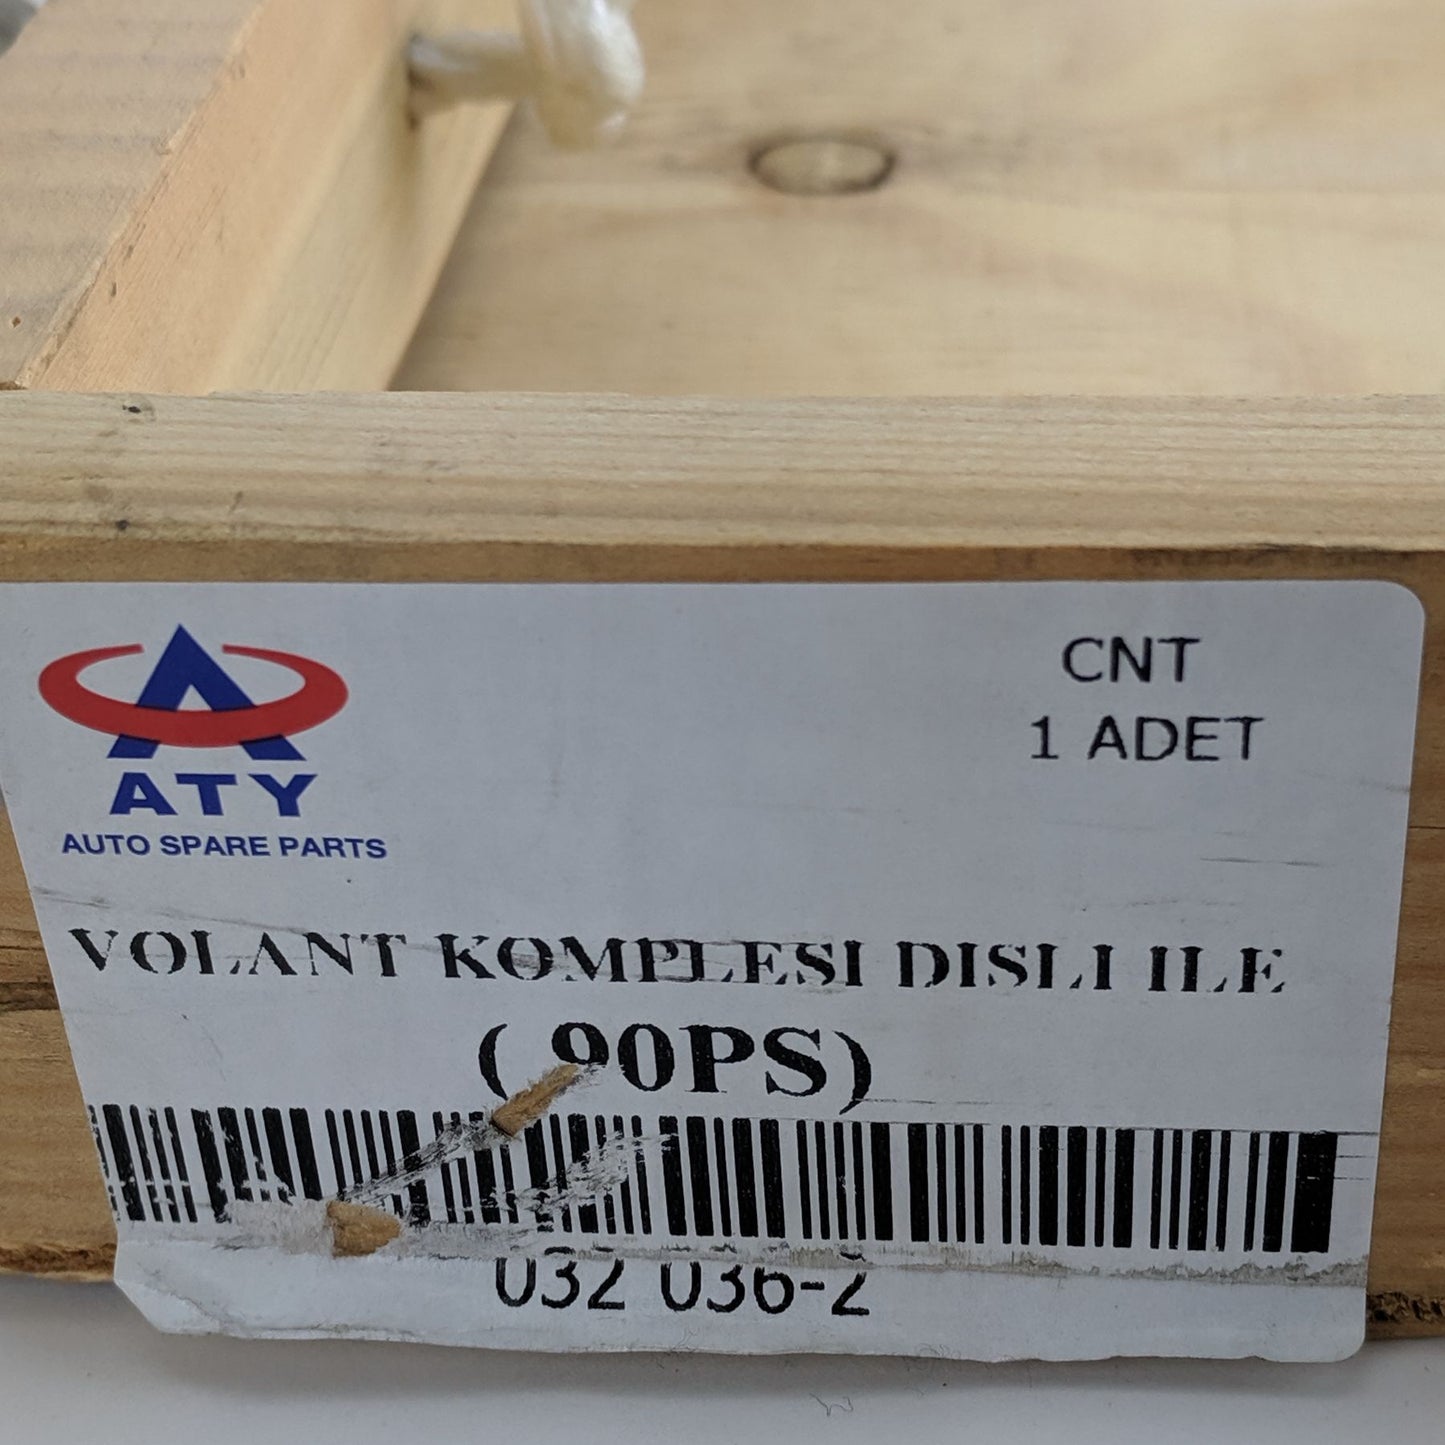 CNT
1 ADET
ATY
AUTO SPARE PARTS
VOLANT KOMPLESI DISLI ILE
( 90PS)
032 036-2